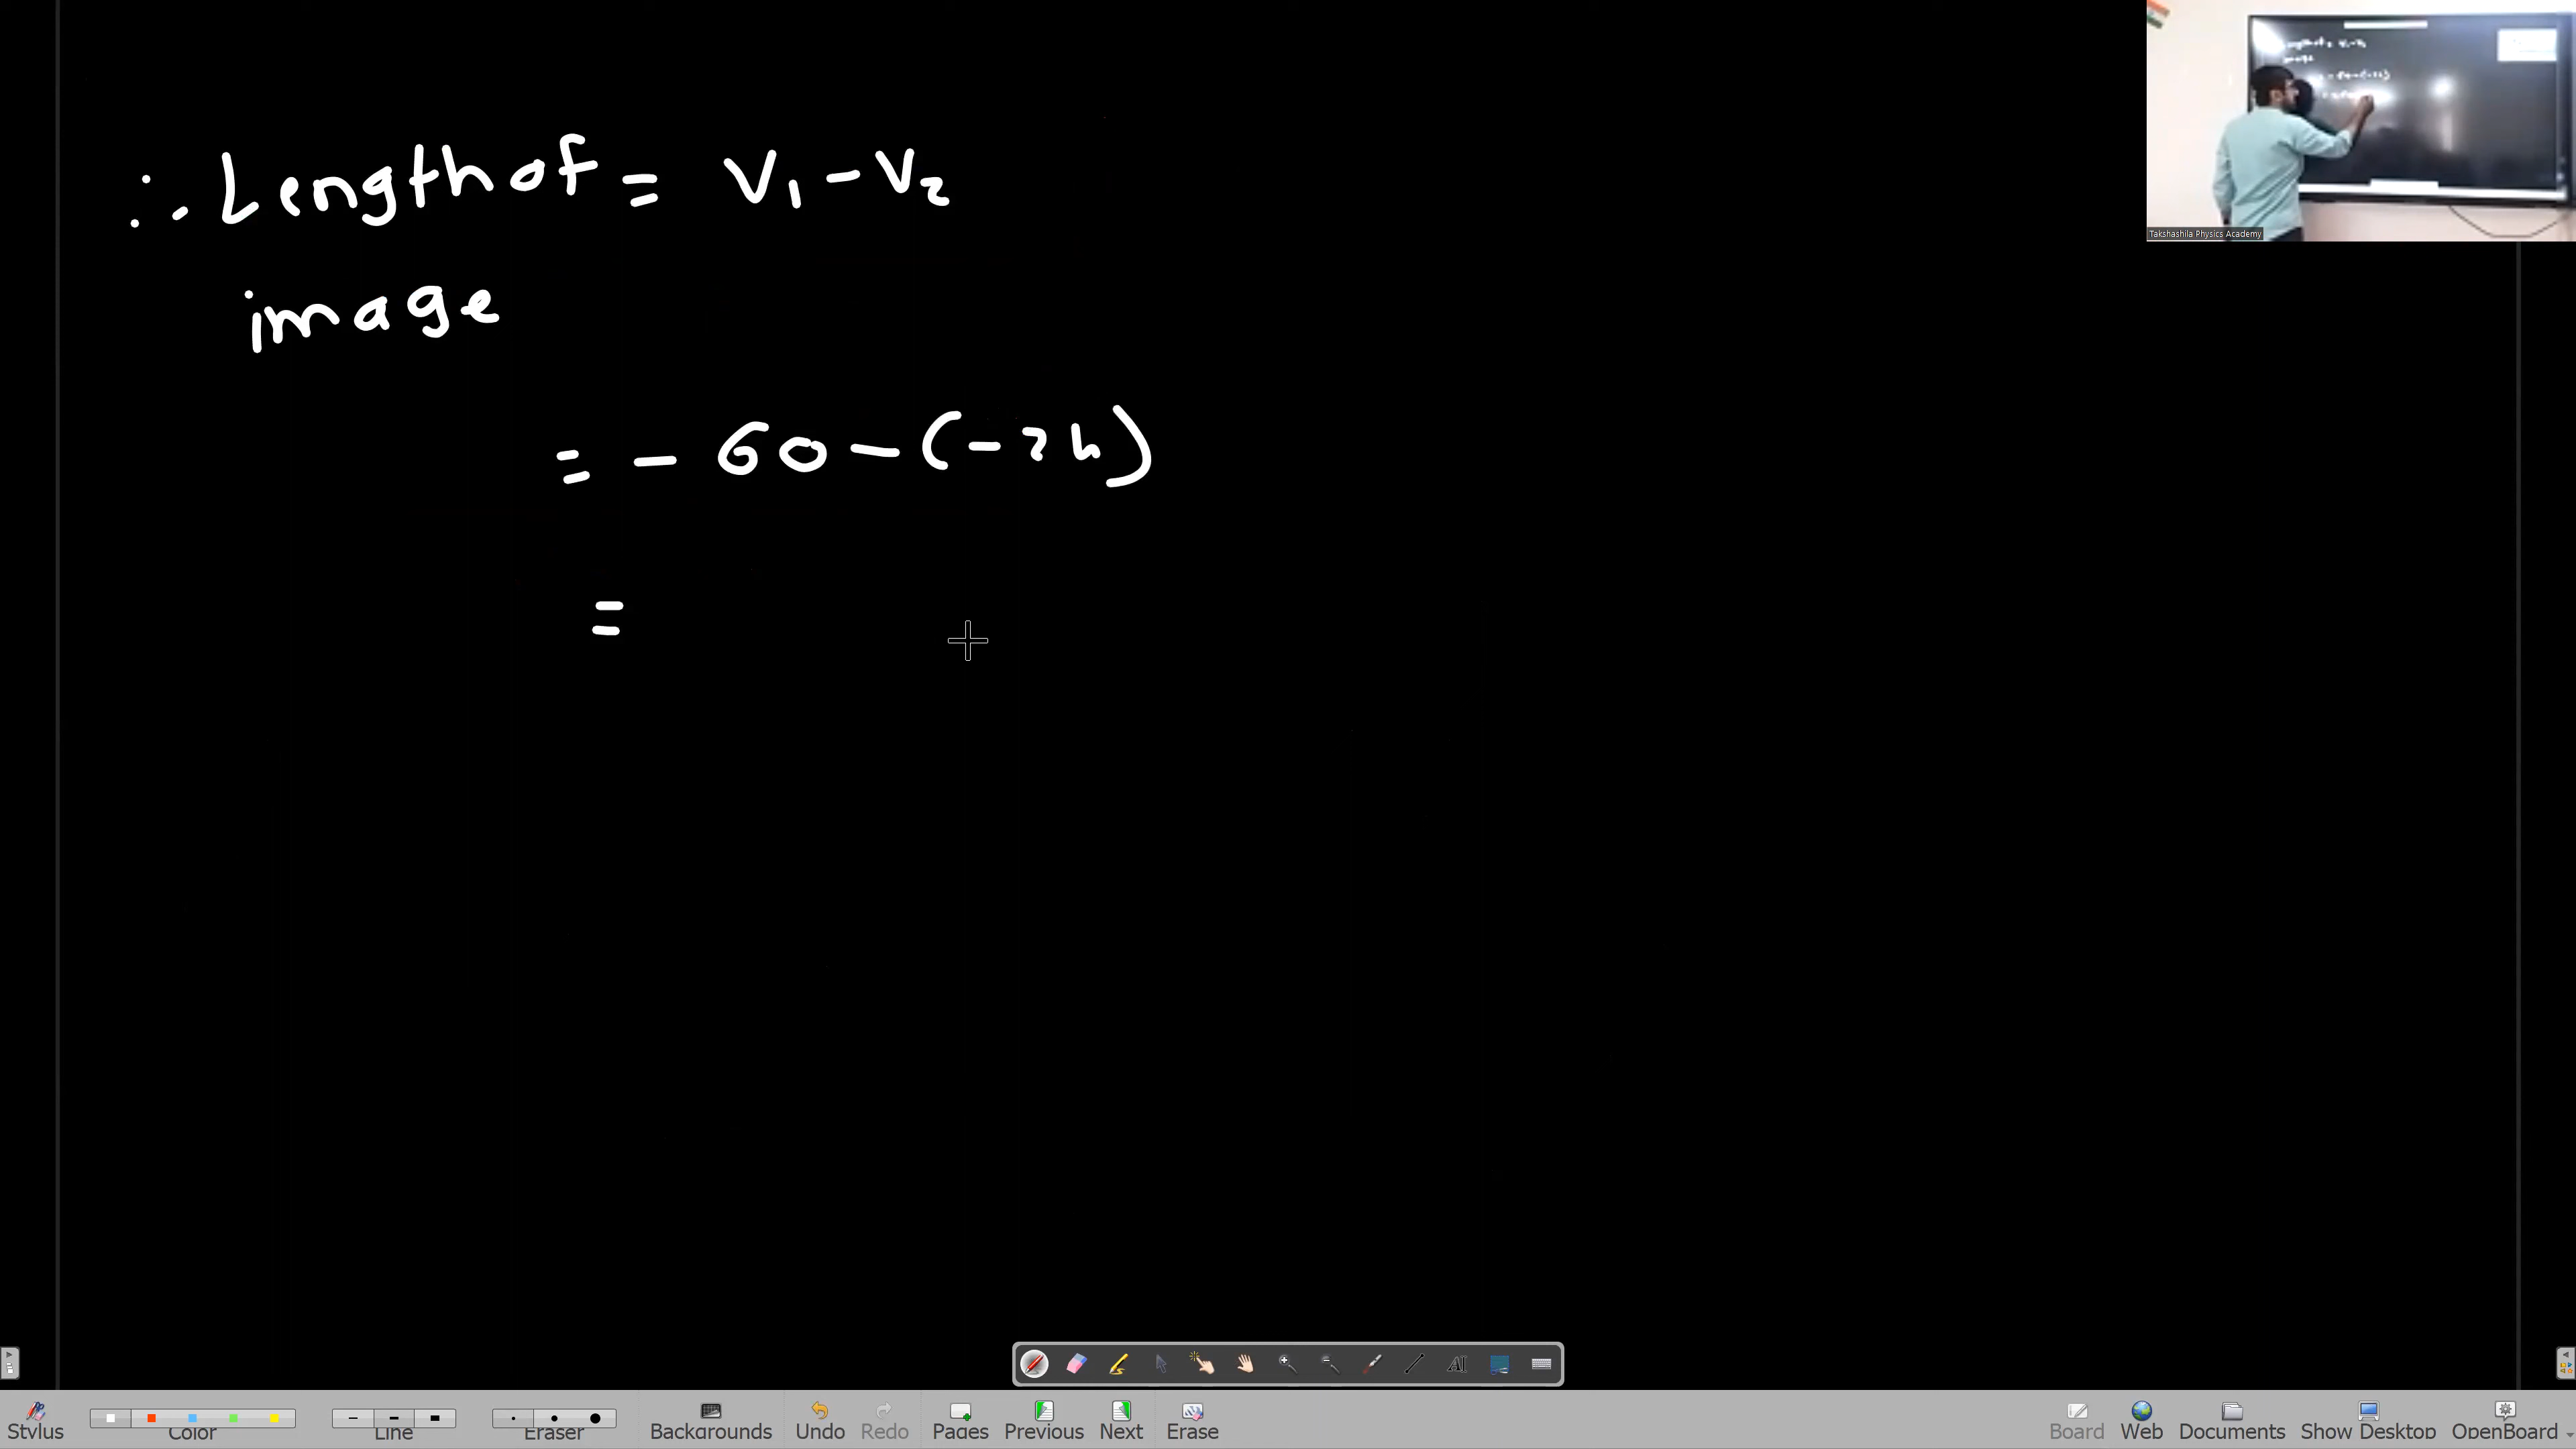 ∴ Length of = V₁ - V₂
image
= - 60 - (- 24)
=
Takshashila Physics Academy
Stylus Color Line Eraser Backgrounds Undo Redo Pages Previous Next Erase Board Web Documents Show Desktop OpenBoard